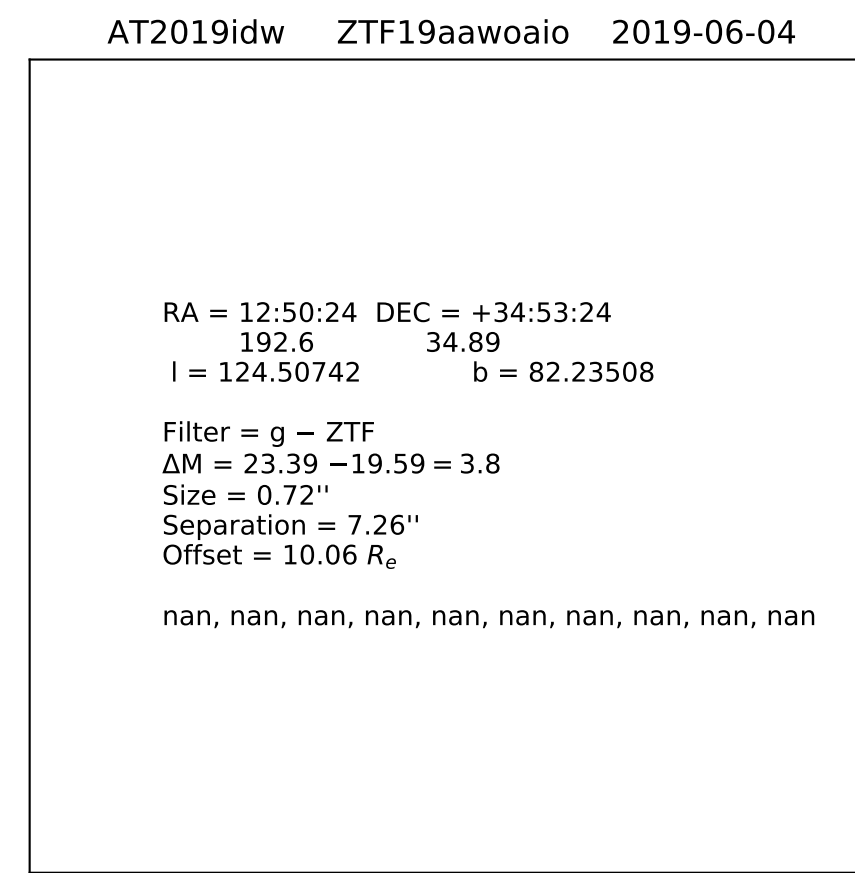 AT2019idw ZTF19aawoaio 2019-06-04
RA = 12:50:24 DEC = +34:53:24
192.6 34.89
l = 124.50742 b = 82.23508
Filter = g − ZTF
ΔM = 23.39 −19.59 = 3.8
Size = 0.72''
Separation = 7.26''
Offset = 10.06 Re
nan, nan, nan, nan, nan, nan, nan, nan, nan, nan